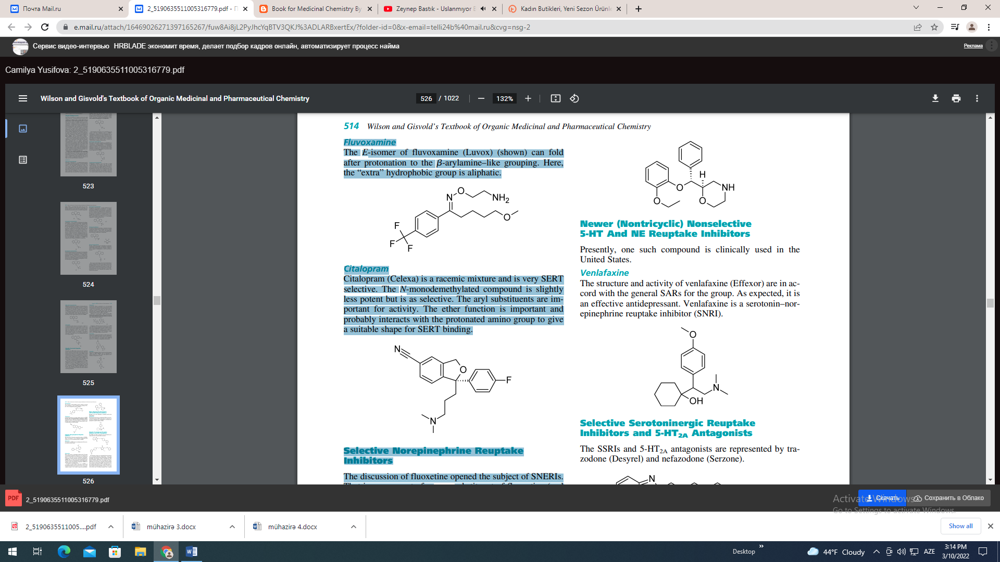 Почта Mail.ru
2_5190635511005316779.pdf - П
Book for Medicinal Chemistry By
Zeynep Bastık - Uslanmıyor B
Kadın Butikleri, Yeni Sezon Ürünle
e.mail.ru/attach/16469026271397165267/fuw8Ai8jL2PyJhcYqBTV3QKJ%3ADLARBxertEx/?folder-id=0&x-email=telli24b%40mail.ru&cvg=nsg-2
Сервис видео-интервью HRBLADE экономит время, делает подбор кадров онлайн, автоматизирует процесс найма
Реклама
Camilya Yusifova: 2_5190635511005316779.pdf
Wilson and Gisvold's Textbook of Organic Medicinal and Pharmaceutical Chemistry
526 / 1022
132%
523
524
525
526
514 Wilson and Gisvold's Textbook of Organic Medicinal and Pharmaceutical Chemistry
Fluvoxamine
The E-isomer of fluvoxamine (Luvox) (shown) can fold
after protonation to the β-arylamine–like grouping. Here,
the “extra” hydrophobic group is aliphatic.
N
O
NH2
O
F
F
F
Citalopram
Citalopram (Celexa) is a racemic mixture and is very SERT
selective. The N-monodemethylated compound is slightly
less potent but is as selective. The aryl substituents are im-
portant for activity. The ether function is important and
probably interacts with the protonated amino group to give
a suitable shape for SERT binding.
N
O
F
N
Selective Norepinephrine Reuptake
Inhibitors
The discussion of fluoxetine opened the subject of SNERIs.
H
O
NH
O
O
Newer (Nontricyclic) Nonselective
5-HT And NE Reuptake Inhibitors
Presently, one such compound is clinically used in the
United States.
Venlafaxine
The structure and activity of venlafaxine (Effexor) are in ac-
cord with the general SARs for the group. As expected, it is
an effective antidepressant. Venlafaxine is a serotonin–nor-
epinephrine reuptake inhibitor (SNRI).
O
N
OH
Selective Serotoninergic Reuptake
Inhibitors and 5-HT2A Antagonists
The SSRIs and 5-HT2A antagonists are represented by tra-
zodone (Desyrel) and nefazodone (Serzone).
N
PDF
2_5190635511005316779.pdf
Скачать
Сохранить в Облако
Activate Windows
Go to Settings to activate Windows.
2_5190635511005....pdf
mühazirə 3.docx
mühazirə 4.docx
Show all
Desktop
44°F Cloudy
AZE
3:14 PM
3/10/2022